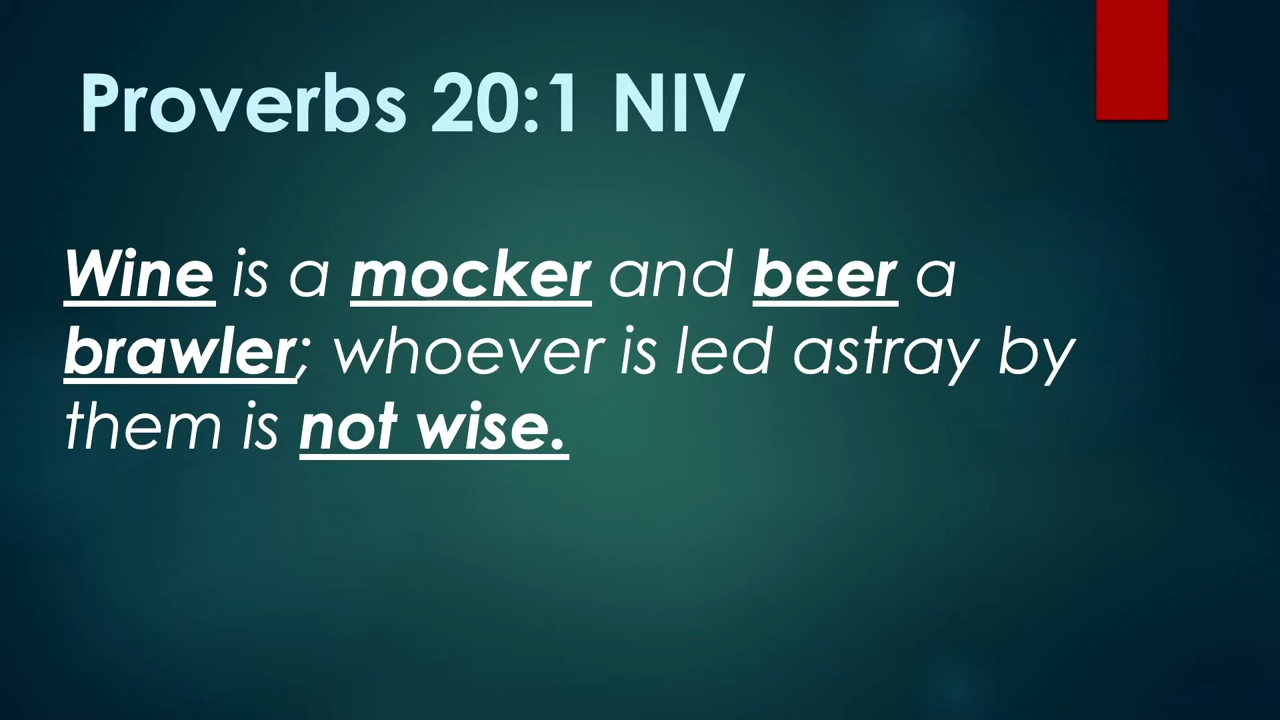 Proverbs 20:1 NIV
Wine is a mocker and beer a
brawler; whoever is led astray by
them is not wise.